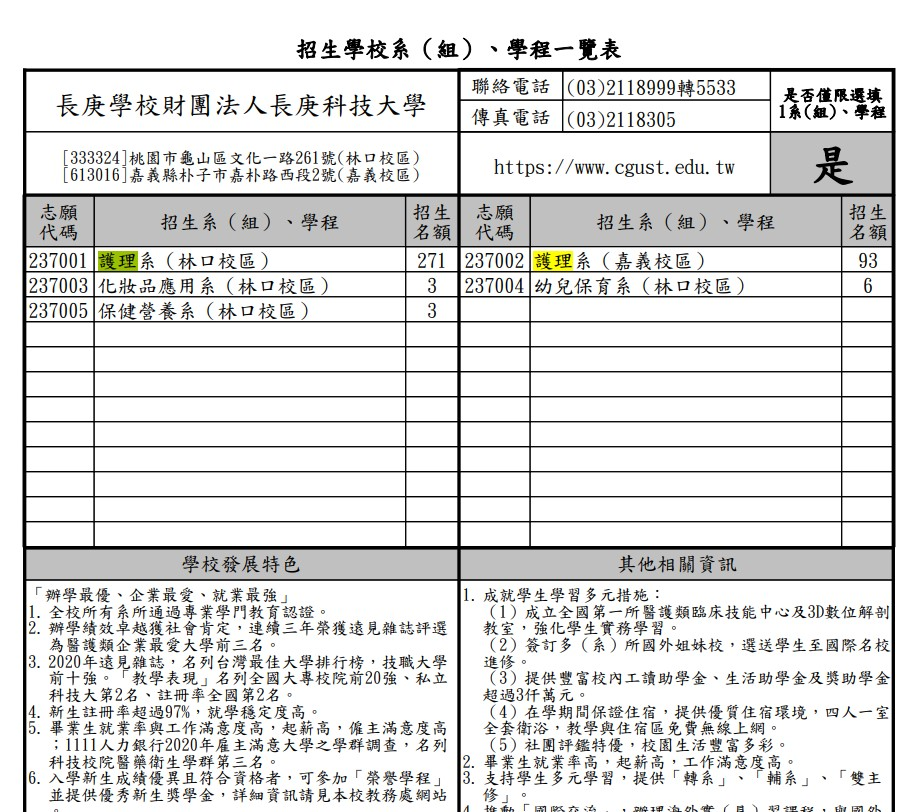 招生學校系（組）、學程一覽表
長庚學校財團法人長庚科技大學
聯絡電話 (03)2118999轉5533
傳真電話 (03)2118305
是否僅限選填
1系(組)、學程
[333324]桃園市龜山區文化一路261號(林口校區)
[613016]嘉義縣朴子市嘉朴路西段2號(嘉義校區)
https://www.cgust.edu.tw
是
志願代碼 招生系（組）、學程 招生名額 志願代碼 招生系（組）、學程 招生名額
237001 護理系（林口校區） 271 237002 護理系（嘉義校區） 93
237003 化妝品應用系（林口校區） 3 237004 幼兒保育系（林口校區） 6
237005 保健營養系（林口校區） 3
學校發展特色
「辦學最優、企業最愛、就業最強」
1. 全校所有系所通過專業學門教育認證。
2. 辦學績效卓越獲社會肯定，連續三年榮獲遠見雜誌評選
為醫護類企業最愛大學前三名。
3. 2020年遠見雜誌，名列台灣最佳大學排行榜，技職大學
前十強。「教學表現」名列全國大專校院前20強、私立
科技大第2名、註冊率全國第2名。
4. 新生註冊率超過97%，就學穩定度高。
5. 畢業生就業率與工作滿意度高，起薪高，僱主滿意度高
；1111人力銀行2020年雇主滿意大學之學群調查，名列
科技校院醫藥衛生學群第三名。
6. 入學新生成績優異且符合資格者，可參加「榮譽學程」
並提供優秀新生獎學金，詳細資訊請見本校教務處網站
。
其他相關資訊
1. 成就學生學習多元措施：
（1）成立全國第一所醫護類臨床技能中心及3D數位解剖
教室，強化學生實務學習。
（2）簽訂多（系）所國外姐妹校，選送學生至國際名校
進修。
（3）提供豐富校內工讀助學金、生活助學金及獎助學金
超過3仟萬元。
（4）在學期間保證住宿，提供優質住宿環境，四人一室
全套衛浴，教學與住宿區免費無線上網。
（5）社團評鑑特優，校園生活豐富多彩。
2. 畢業生就業率高，起薪高，工作滿意度高。
3. 支持學生多元學習，提供「轉系」、「輔系」、「雙主
修」。
4. 推動「國際交流」，辦理海外實（見）習課程，與國外